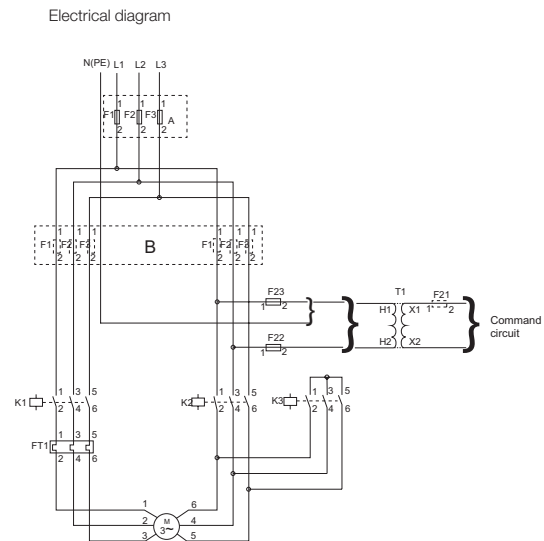 Electrical diagram
N(PE) L1 L2 L3
1 1 1
F1 F2 F3 A
2 2 2
1 1 1 1 1 1
F1 F2 F3 B F1 F2 F3
2 2 2 2 2 2
F23
1 2
T1 F21
H1 X1 1 2
Command
circuit
F22
H2 X2
1 2
1 3 5 1 3 5 1 3 5
K1 K2 K3
2 4 6 2 4 6 2 4 6
1 3 5
FT1
2 4 6
1 6
2 M 4
3~
3 5